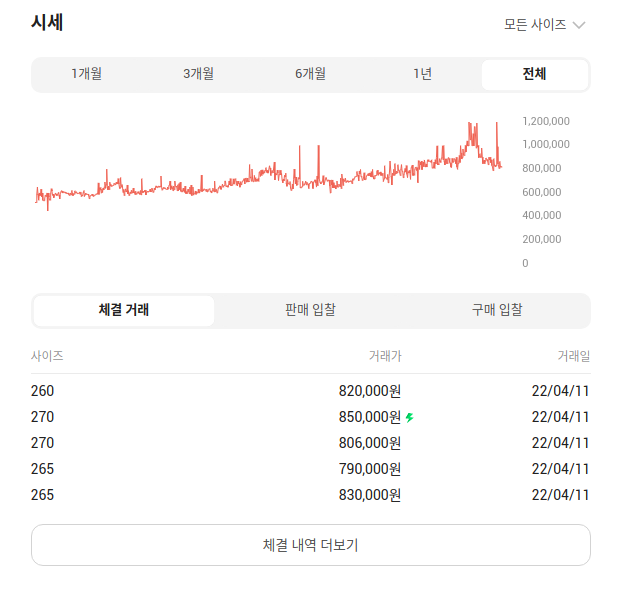 시세
모든 사이즈
1개월 3개월 6개월 1년 전체
1,200,000
1,000,000
800,000
600,000
400,000
200,000
0
체결 거래 판매 입찰 구매 입찰
사이즈 거래가 거래일
260 820,000원 22/04/11
270 850,000원 22/04/11
270 806,000원 22/04/11
265 790,000원 22/04/11
265 830,000원 22/04/11
체결 내역 더보기